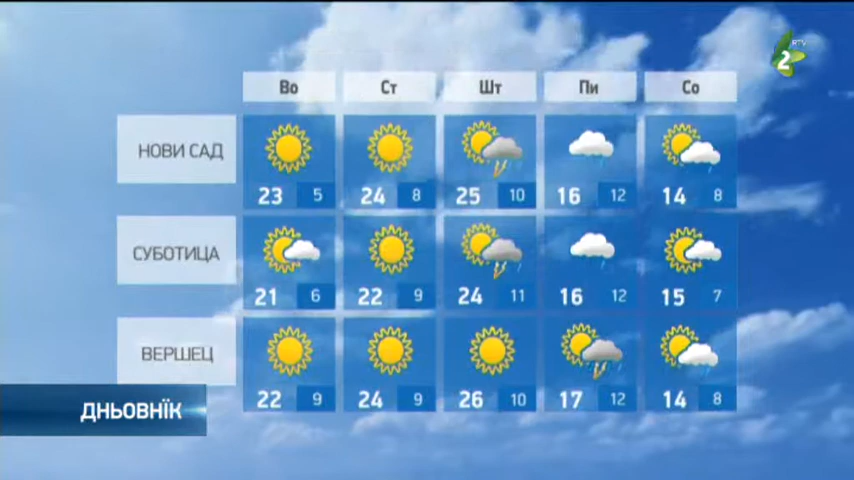 RTV
2
Во Ст Шт Пи Со
НОВИ САД
23 5 24 8 25 10 16 12 14 8
СУБОТИЦА
21 6 22 9 24 11 16 12 15 7
ВЕРШЕЦ
22 9 24 9 26 10 17 12 14 8
ДНЬОВНЇК